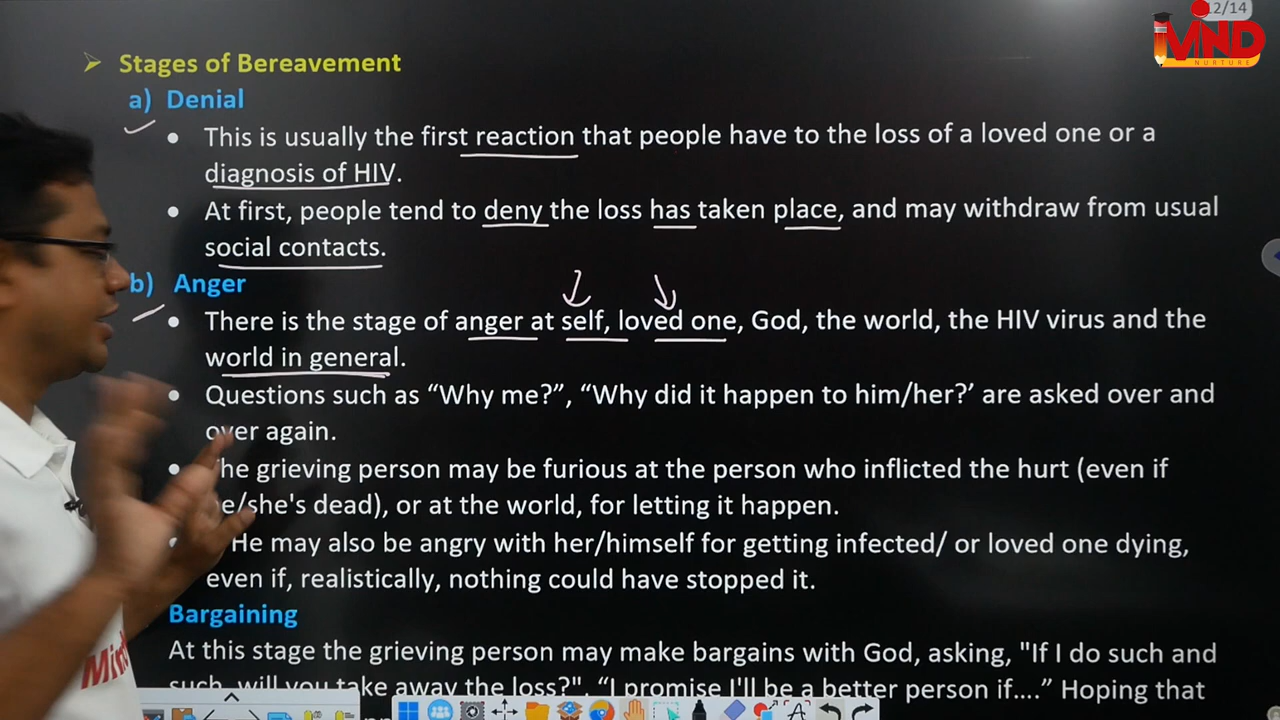 12/14
MIND
NURTURE
Stages of Bereavement
a) Denial
• This is usually the first reaction that people have to the loss of a loved one or a
diagnosis of HIV.
• At first, people tend to deny the loss has taken place, and may withdraw from usual
social contacts.
b) Anger
• There is the stage of anger at self, loved one, God, the world, the HIV virus and the
world in general.
• Questions such as “Why me?”, “Why did it happen to him/her?’ are asked over and
over again.
• The grieving person may be furious at the person who inflicted the hurt (even if
he/she's dead), or at the world, for letting it happen.
• He may also be angry with her/himself for getting infected/ or loved one dying,
even if, realistically, nothing could have stopped it.
Bargaining
At this stage the grieving person may make bargains with God, asking, "If I do such and
such, will you take away the loss?". “I promise I'll be a better person if....” Hoping that